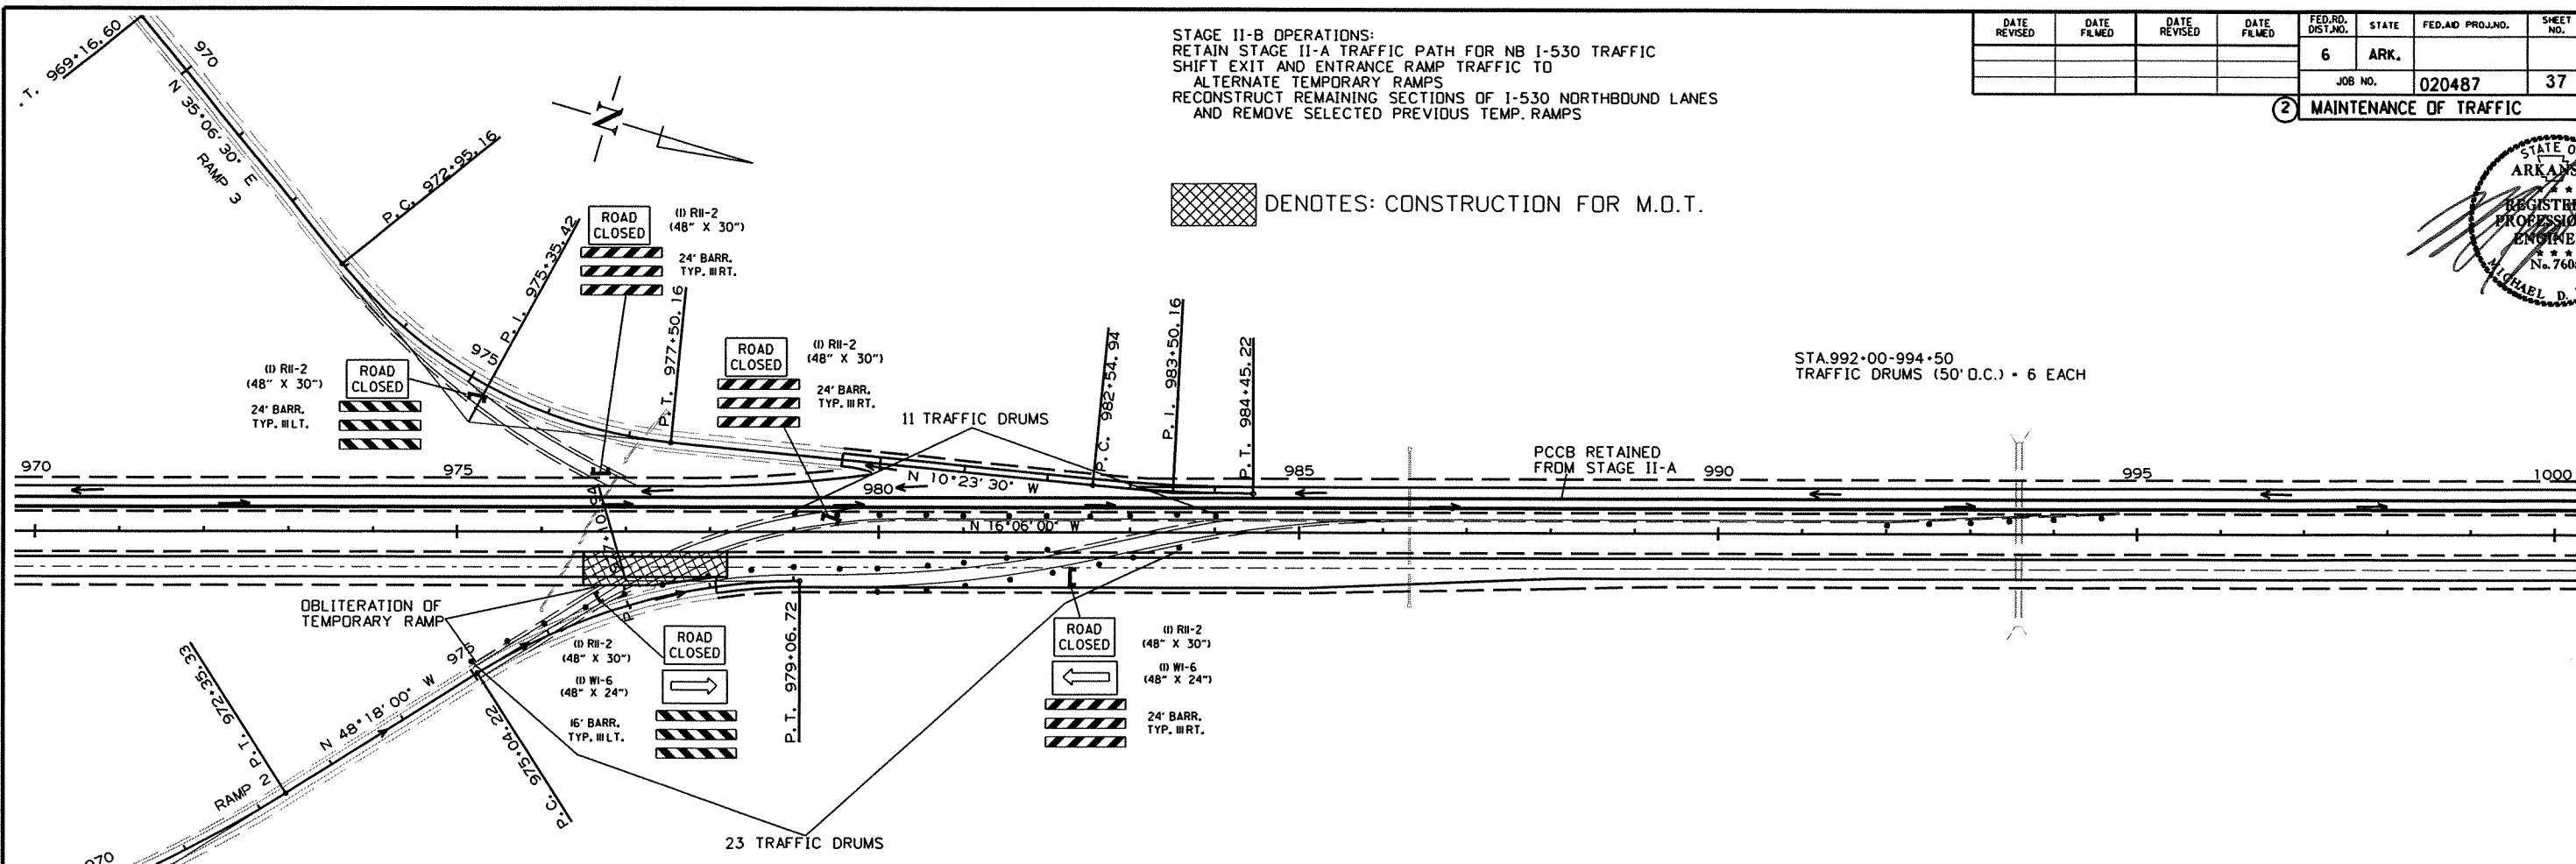 STAGE II-B OPERATIONS:
RETAIN STAGE II-A TRAFFIC PATH FOR NB I-530 TRAFFIC
SHIFT EXIT AND ENTRANCE RAMP TRAFFIC TO
ALTERNATE TEMPORARY RAMPS
RECONSTRUCT REMAINING SECTIONS OF I-530 NORTHBOUND LANES
AND REMOVE SELECTED PREVIOUS TEMP. RAMPS
DATE REVISED
DATE FILMED
DATE REVISED
DATE FILMED
FED.RD. DIST.NO.
STATE
FED.AID PROJ.NO.
SHEET NO.
6
ARK.
JOB NO.
020487
37
2 MAINTENANCE OF TRAFFIC
STATE O
ARKANS
REGISTE
PROFESSIO
ENGINE
No. 760
MICHAEL D.
DENOTES: CONSTRUCTION FOR M.O.T.
.T. 969+16.60
970
N 35°06'30" E
RAMP 3
P.C. 972+95.16
N
975
P.I. 975+35.42
P.T. 977+50.16
ROAD
CLOSED
(1) R11-2
(48" X 30")
24' BARR.
TYP. III RT.
ROAD
CLOSED
(1) R11-2
(48" X 30")
24' BARR.
TYP. III LT.
ROAD
CLOSED
(1) R11-2
(48" X 30")
24' BARR.
TYP. III RT.
11 TRAFFIC DRUMS
P.C. 982+54.94
P.I. 983+50.16
P.T. 984+45.22
STA.992+00-994+50
TRAFFIC DRUMS (50' O.C.) = 6 EACH
PCCB RETAINED
FROM STAGE II-A
970
975
980
985
990
995
1000
N 10°23'30" W
N 16°06'00" W
OBLITERATION OF
TEMPORARY RAMP
975
P.T. 972+35.33
N 48°18'00" W
RAMP 2
970
P.C. 975+04.22
P.I.
P.T. 979+06.72
(1) R11-2
(48" X 30")
(1) W1-6
(48" X 24")
16' BARR.
TYP. III LT.
ROAD
CLOSED
ROAD
CLOSED
(1) R11-2
(48" X 30")
(1) W1-6
(48" X 24")
24' BARR.
TYP. III RT.
23 TRAFFIC DRUMS